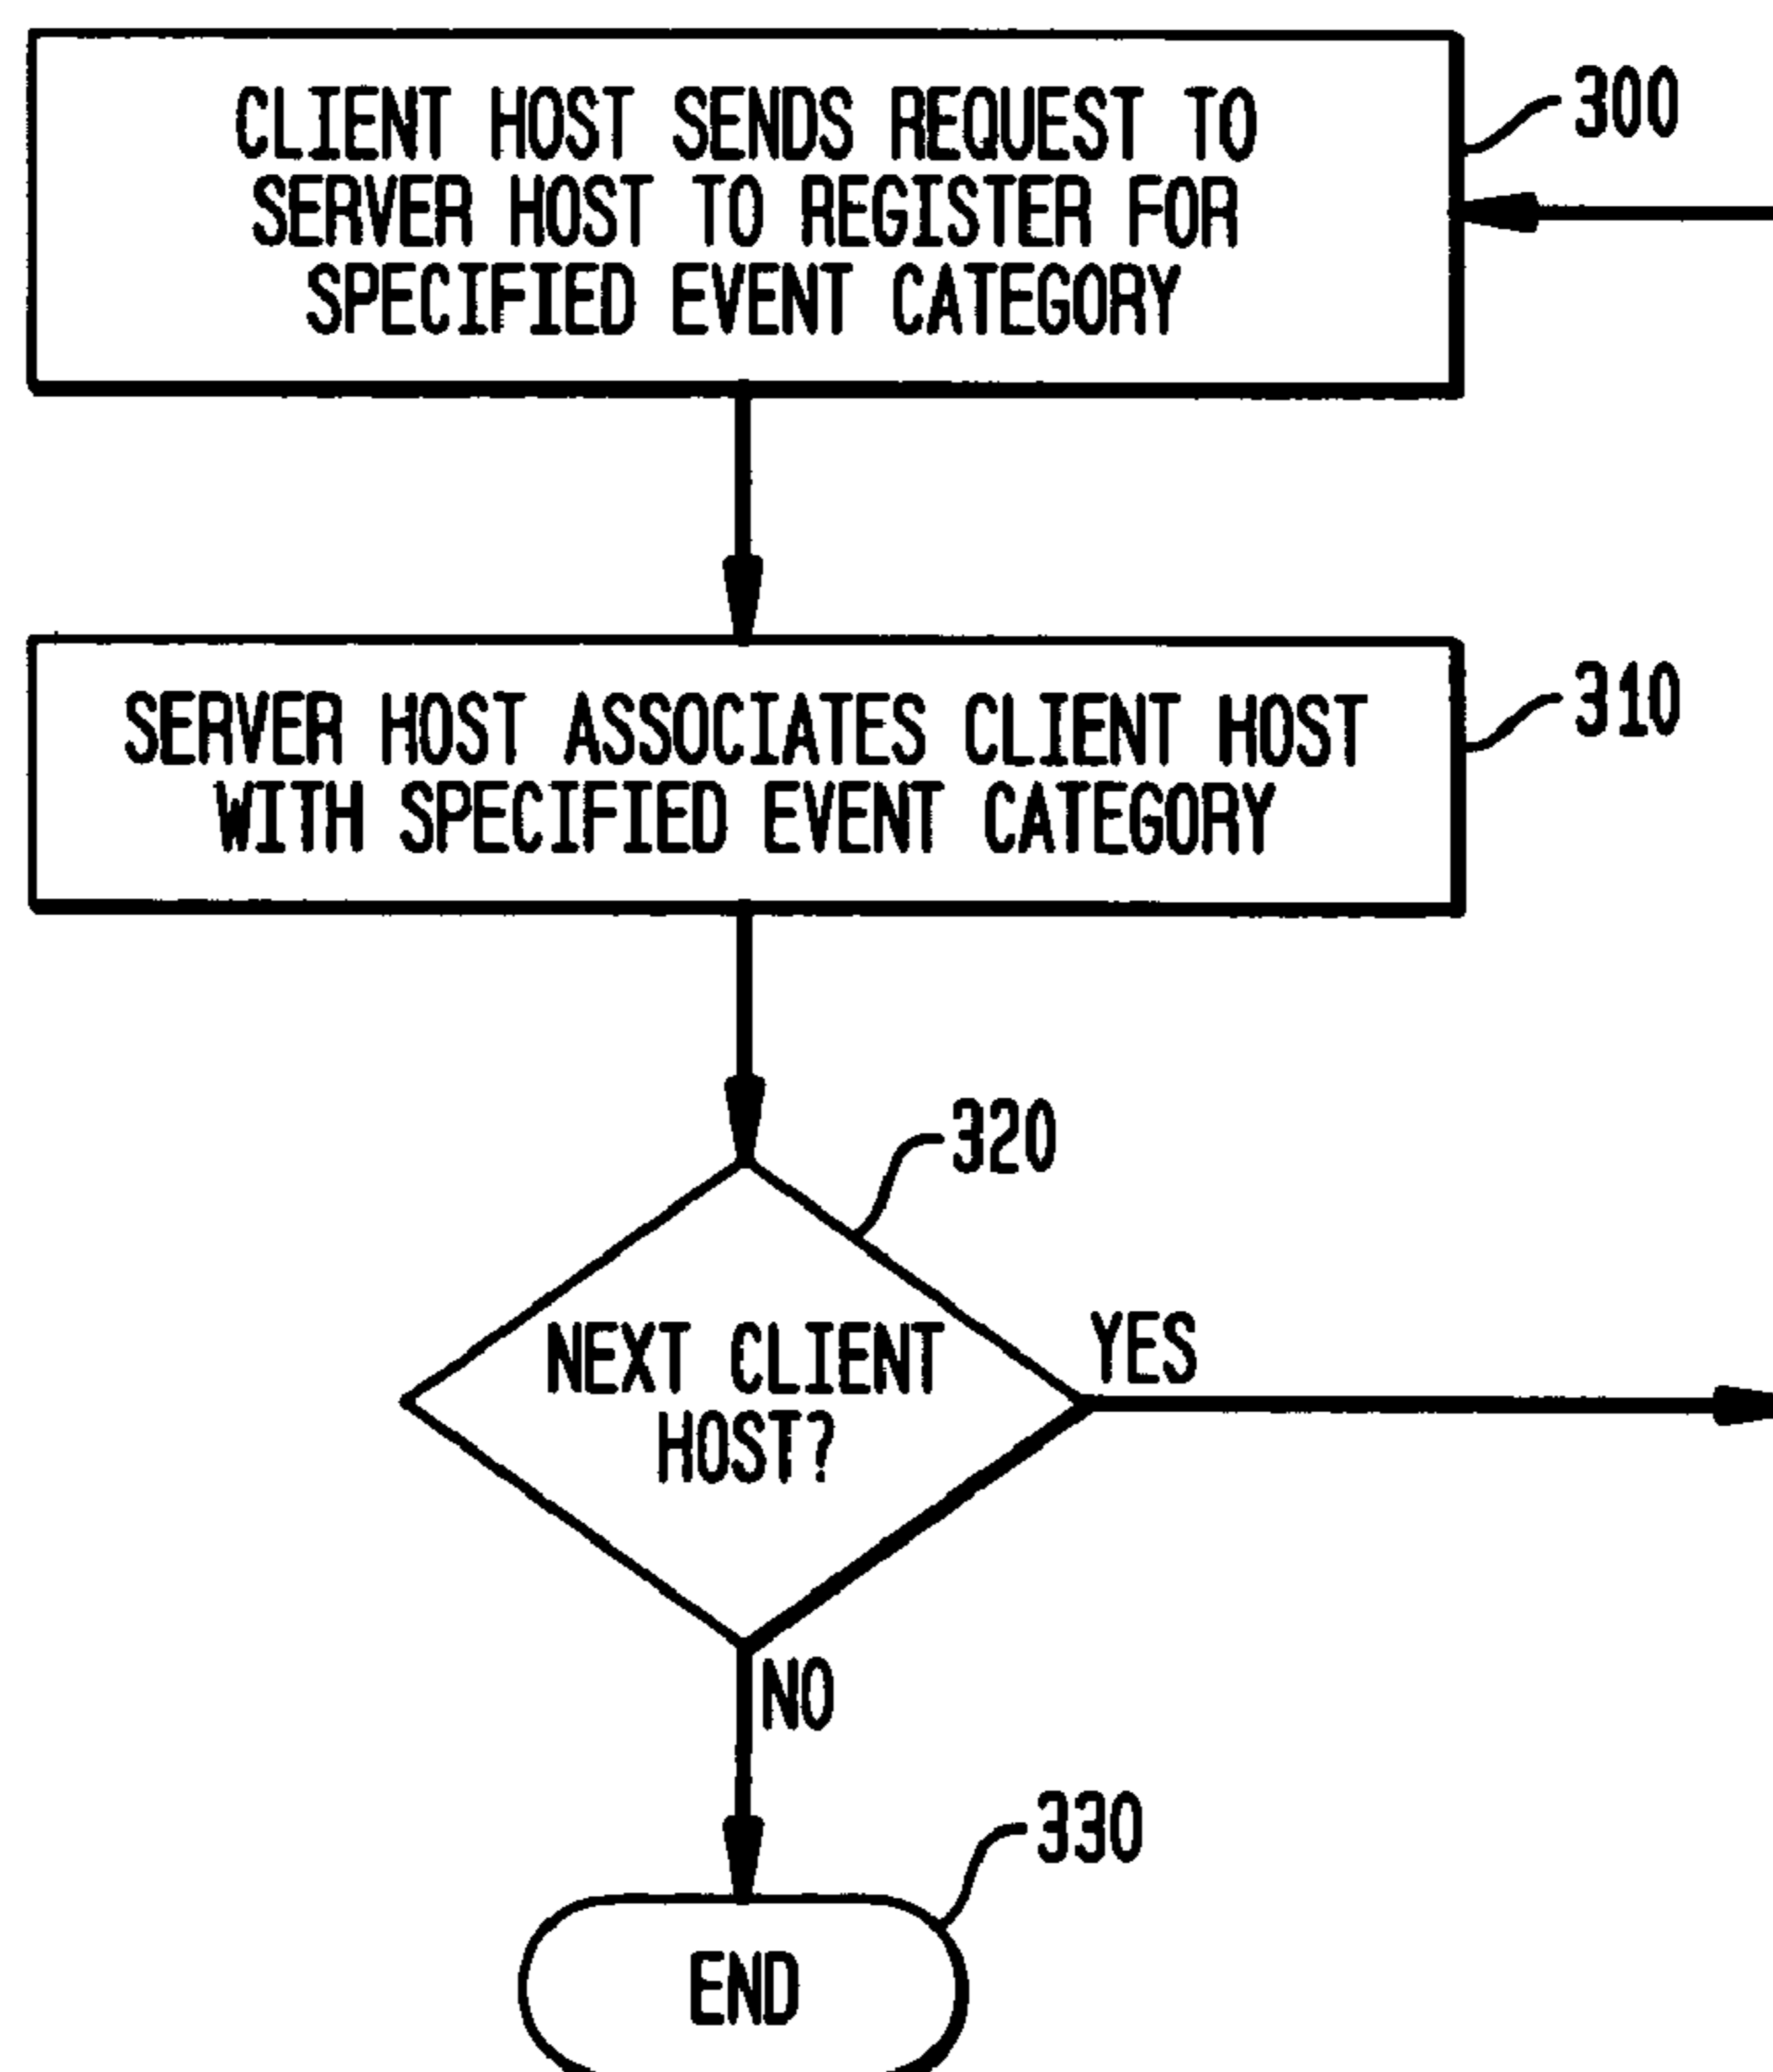 CLIENT HOST SENDS REQUEST TO
SERVER HOST TO REGISTER FOR
SPECIFIED EVENT CATEGORY
300
SERVER HOST ASSOCIATES CLIENT HOST
WITH SPECIFIED EVENT CATEGORY
310
320
NEXT CLIENT
HOST?
YES
NO
330
END